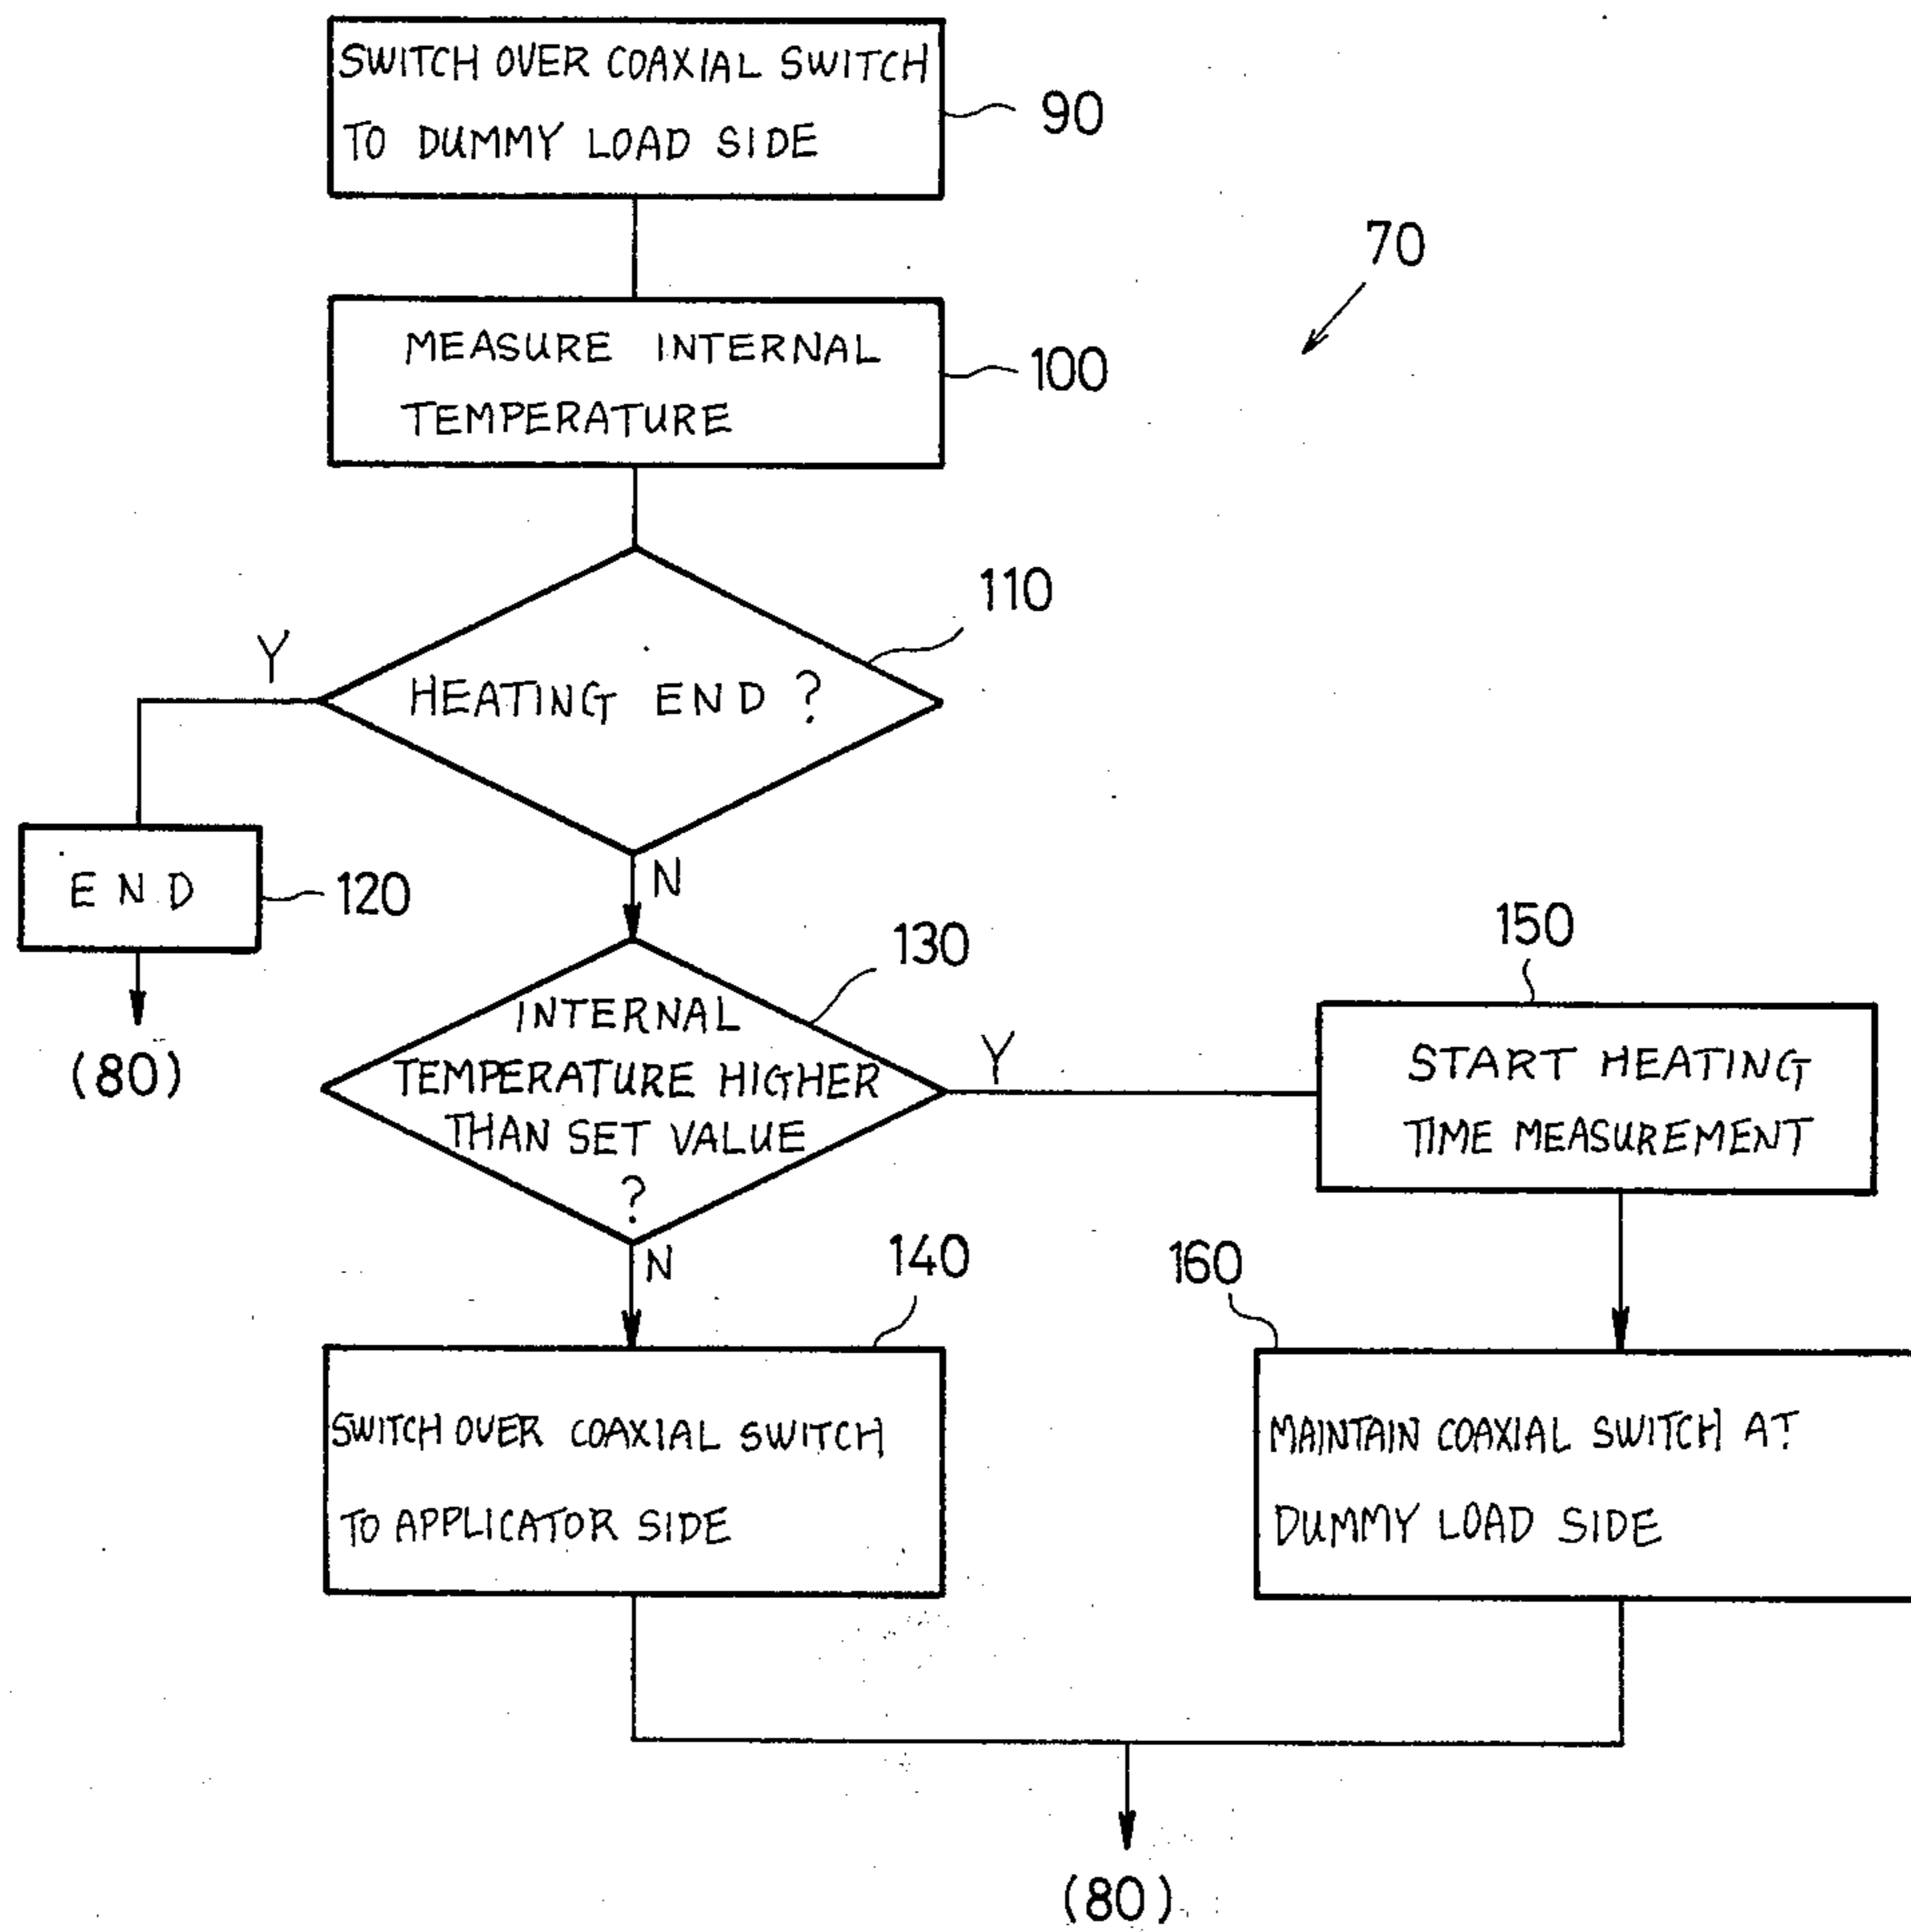 SWITCH OVER COAXIAL SWITCH
TO DUMMY LOAD SIDE
90
70
MEASURE INTERNAL
TEMPERATURE
100
110
Y
HEATING END ?
N
END
120
(80)
130
INTERNAL
TEMPERATURE HIGHER
THAN SET VALUE
?
Y
N
150
START HEATING
TIME MEASUREMENT
140
SWITCH OVER COAXIAL SWITCH
TO APPLICATOR SIDE
160
MAINTAIN COAXIAL SWITCH AT
DUMMY LOAD SIDE
(80)